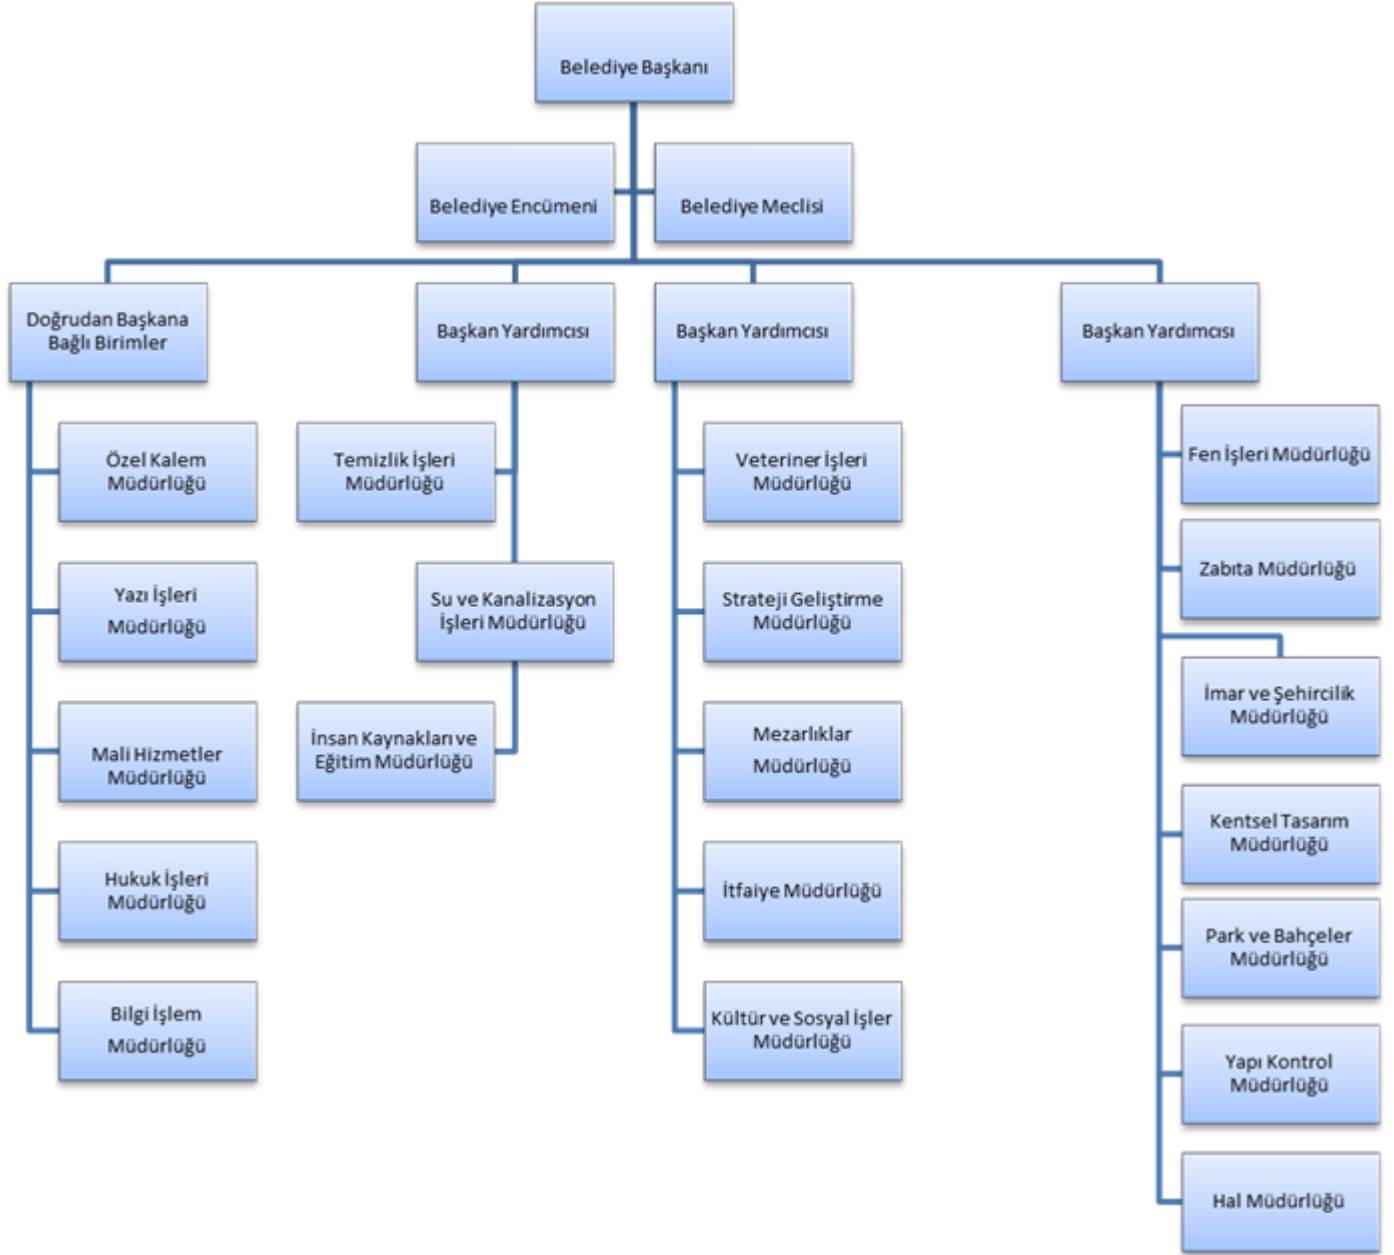 Belediye Başkanı
Belediye Encümeni
Belediye Meclisi
Doğrudan Başkana
Bağlı Birimler
Başkan Yardımcısı
Başkan Yardımcısı
Başkan Yardımcısı
Özel Kalem
Müdürlüğü
Yazı İşleri
Müdürlüğü
Mali Hizmetler
Müdürlüğü
Hukuk İşleri
Müdürlüğü
Bilgi İşlem
Müdürlüğü
Temizlik İşleri
Müdürlüğü
Su ve Kanalizasyon
İşleri Müdürlüğü
İnsan Kaynakları ve
Eğitim Müdürlüğü
Veteriner İşleri
Müdürlüğü
Strateji Geliştirme
Müdürlüğü
Mezarlıklar
Müdürlüğü
İtfaiye Müdürlüğü
Kültür ve Sosyal İşler
Müdürlüğü
Fen İşleri Müdürlüğü
Zabıta Müdürlüğü
İmar ve Şehircilik
Müdürlüğü
Kentsel Tasarım
Müdürlüğü
Park ve Bahçeler
Müdürlüğü
Yapı Kontrol
Müdürlüğü
Hal Müdürlüğü